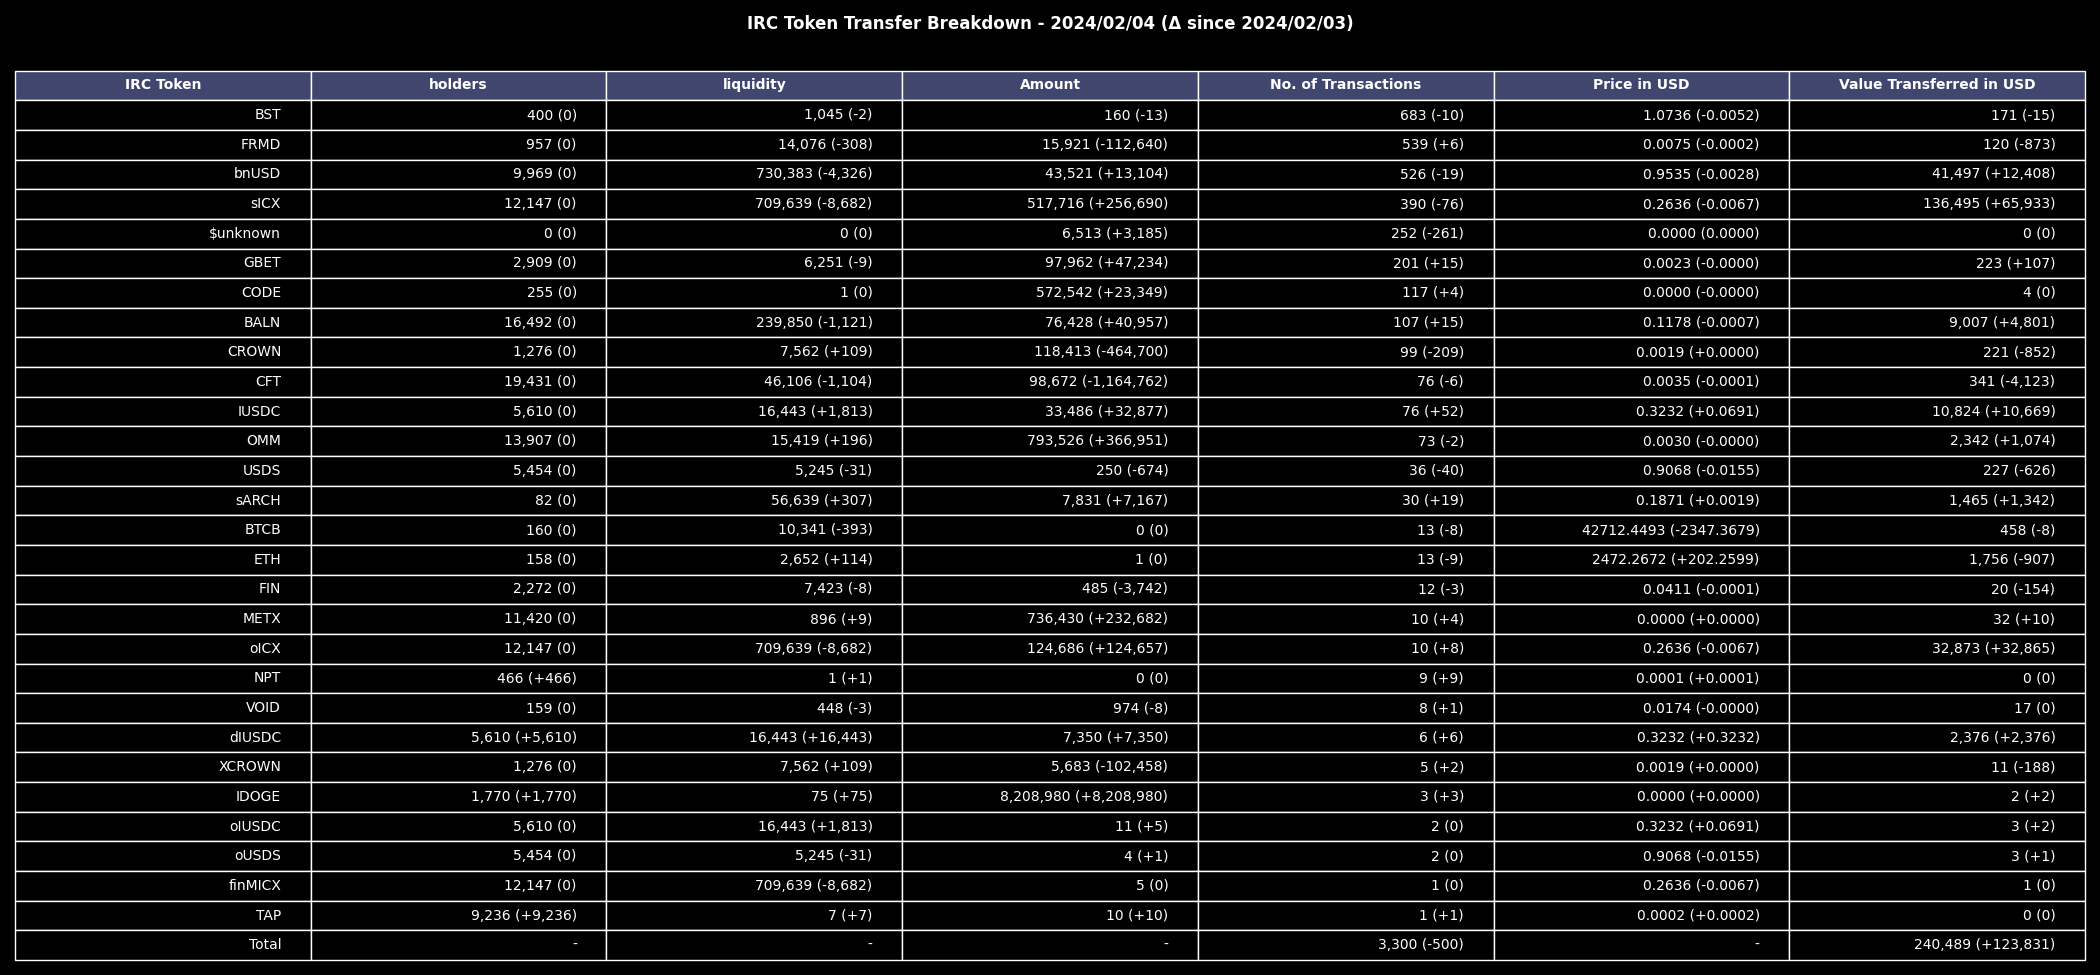 IRC Token Transfer Breakdown - 2024/02/04 (Δ since 2024/02/03)
IRC Token holders liquidity Amount No. of Transactions Price in USD Value Transferred in USD
BST 400 (0) 1,045 (-2) 160 (-13) 683 (-10) 1.0736 (-0.0052) 171 (-15)
FRMD 957 (0) 14,076 (-308) 15,921 (-112,640) 539 (+6) 0.0075 (-0.0002) 120 (-873)
bnUSD 9,969 (0) 730,383 (-4,326) 43,521 (+13,104) 526 (-19) 0.9535 (-0.0028) 41,497 (+12,408)
sICX 12,147 (0) 709,639 (-8,682) 517,716 (+256,690) 390 (-76) 0.2636 (-0.0067) 136,495 (+65,933)
$unknown 0 (0) 0 (0) 6,513 (+3,185) 252 (-261) 0.0000 (0.0000) 0 (0)
GBET 2,909 (0) 6,251 (-9) 97,962 (+47,234) 201 (+15) 0.0023 (-0.0000) 223 (+107)
CODE 255 (0) 1 (0) 572,542 (+23,349) 117 (+4) 0.0000 (-0.0000) 4 (0)
BALN 16,492 (0) 239,850 (-1,121) 76,428 (+40,957) 107 (+15) 0.1178 (-0.0007) 9,007 (+4,801)
CROWN 1,276 (0) 7,562 (+109) 118,413 (-464,700) 99 (-209) 0.0019 (+0.0000) 221 (-852)
CFT 19,431 (0) 46,106 (-1,104) 98,672 (-1,164,762) 76 (-6) 0.0035 (-0.0001) 341 (-4,123)
IUSDC 5,610 (0) 16,443 (+1,813) 33,486 (+32,877) 76 (+52) 0.3232 (+0.0691) 10,824 (+10,669)
OMM 13,907 (0) 15,419 (+196) 793,526 (+366,951) 73 (-2) 0.0030 (-0.0000) 2,342 (+1,074)
USDS 5,454 (0) 5,245 (-31) 250 (-674) 36 (-40) 0.9068 (-0.0155) 227 (-626)
sARCH 82 (0) 56,639 (+307) 7,831 (+7,167) 30 (+19) 0.1871 (+0.0019) 1,465 (+1,342)
BTCB 160 (0) 10,341 (-393) 0 (0) 13 (-8) 42712.4493 (-2347.3679) 458 (-8)
ETH 158 (0) 2,652 (+114) 1 (0) 13 (-9) 2472.2672 (+202.2599) 1,756 (-907)
FIN 2,272 (0) 7,423 (-8) 485 (-3,742) 12 (-3) 0.0411 (-0.0001) 20 (-154)
METX 11,420 (0) 896 (+9) 736,430 (+232,682) 10 (+4) 0.0000 (+0.0000) 32 (+10)
oICX 12,147 (0) 709,639 (-8,682) 124,686 (+124,657) 10 (+8) 0.2636 (-0.0067) 32,873 (+32,865)
NPT 466 (+466) 1 (+1) 0 (0) 9 (+9) 0.0001 (+0.0001) 0 (0)
VOID 159 (0) 448 (-3) 974 (-8) 8 (+1) 0.0174 (-0.0000) 17 (0)
dIUSDC 5,610 (+5,610) 16,443 (+16,443) 7,350 (+7,350) 6 (+6) 0.3232 (+0.3232) 2,376 (+2,376)
XCROWN 1,276 (0) 7,562 (+109) 5,683 (-102,458) 5 (+2) 0.0019 (+0.0000) 11 (-188)
IDOGE 1,770 (+1,770) 75 (+75) 8,208,980 (+8,208,980) 3 (+3) 0.0000 (+0.0000) 2 (+2)
oIUSDC 5,610 (0) 16,443 (+1,813) 11 (+5) 2 (0) 0.3232 (+0.0691) 3 (+2)
oUSDS 5,454 (0) 5,245 (-31) 4 (+1) 2 (0) 0.9068 (-0.0155) 3 (+1)
finMICX 12,147 (0) 709,639 (-8,682) 5 (0) 1 (0) 0.2636 (-0.0067) 1 (0)
TAP 9,236 (+9,236) 7 (+7) 10 (+10) 1 (+1) 0.0002 (+0.0002) 0 (0)
Total - - - 3,300 (-500) - 240,489 (+123,831)